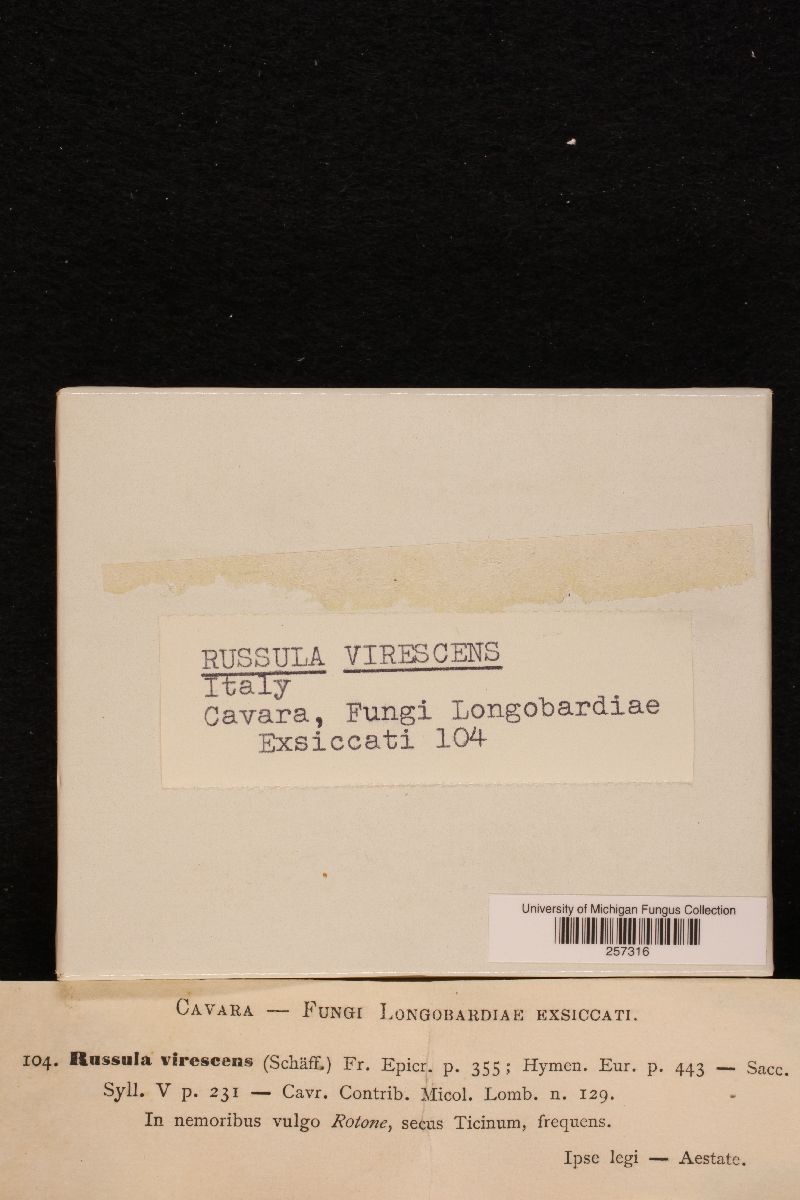 RUSSULA VIRESCENS
Italy
Cavara, Fungi Longobardiae
Exsiccati 104
University of Michigan Fungus Collection
257316
CAVARA — FUNGI LONGOBARDIAE EXSICCATI.
104. Russula virescens (Schäff.) Fr. Epicr. p. 355; Hymen. Eur. p. 443 — Sacc.
Syll. V p. 231 — Cavr. Contrib. Micol. Lomb. n. 129.
In nemoribus vulgo Rotone, secus Ticinum, frequens.
Ipse legi — Aestate.